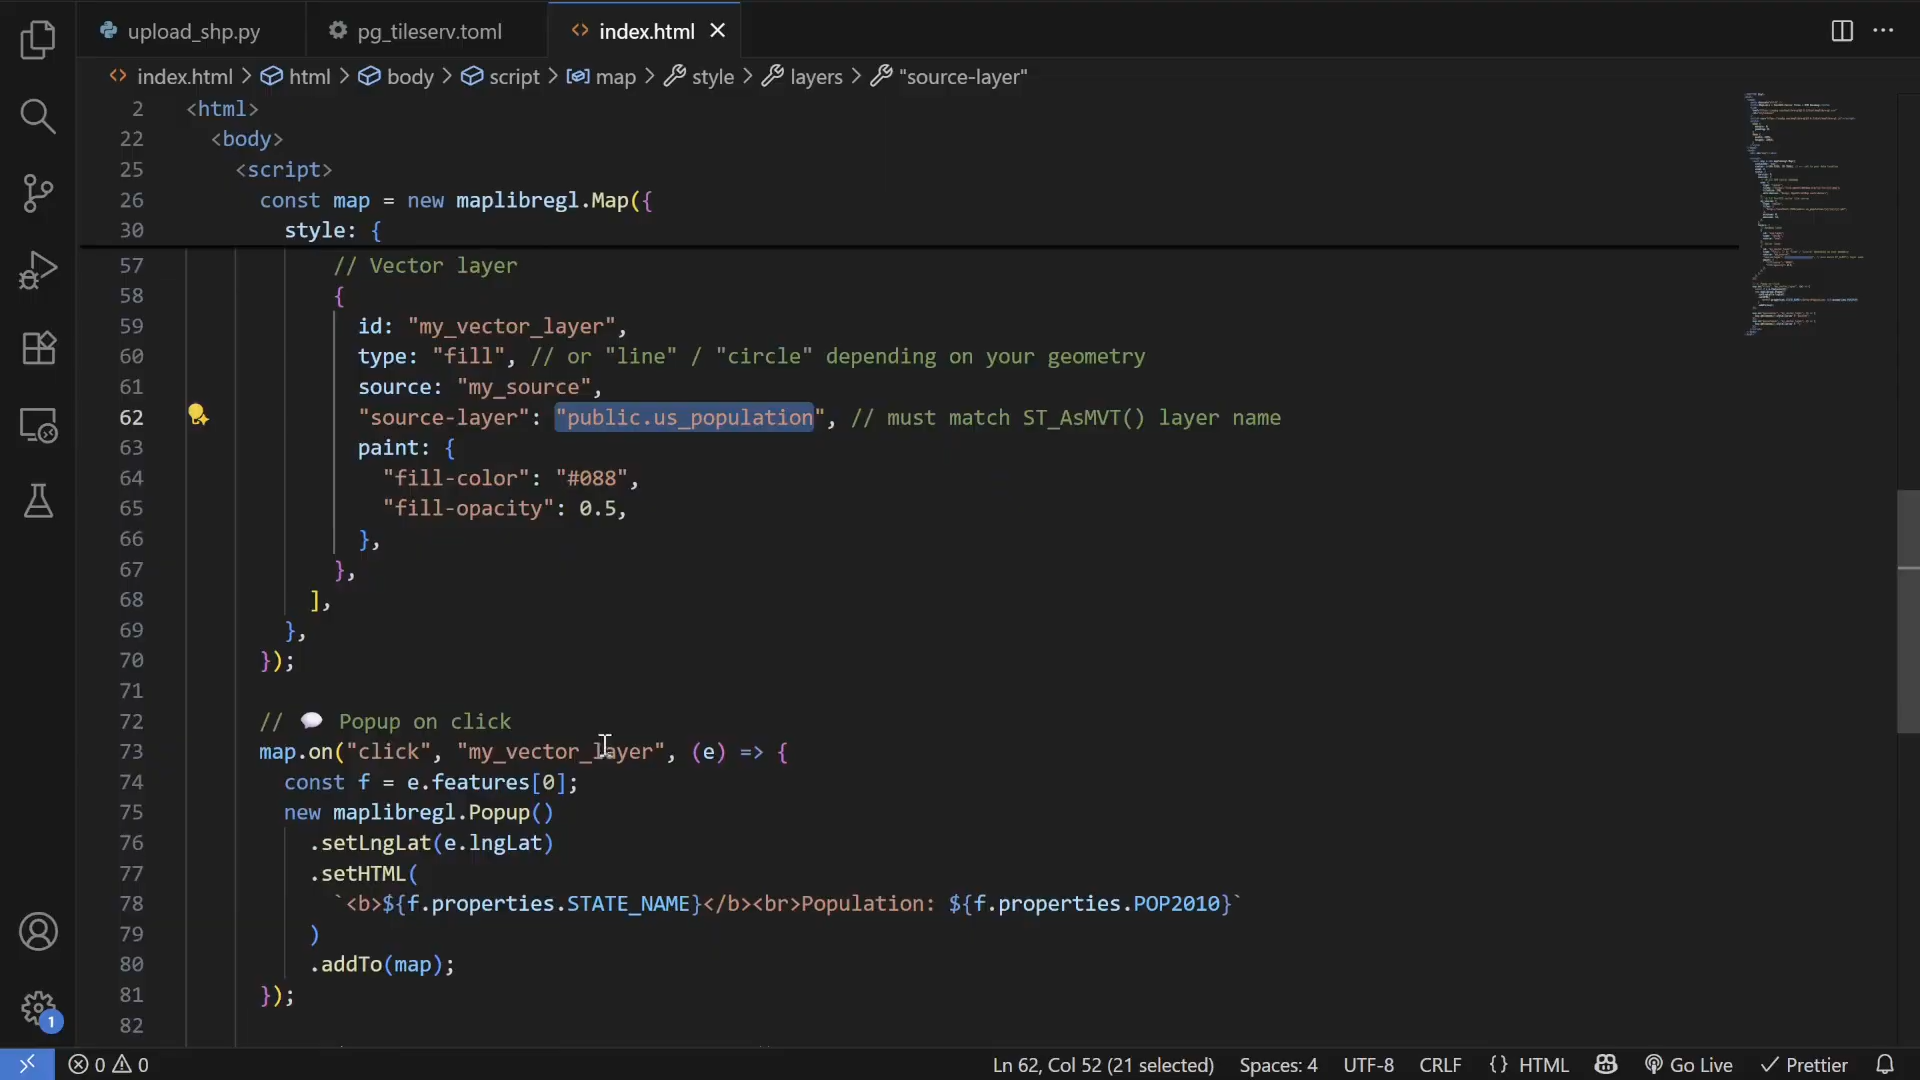 upload_shp.py pg_tileserv.toml index.html
index.html > html > body > script > map > style > layers > "source-layer"
2 <html>
22 <body>
25 <script>
26 const map = new maplibregl.Map({
30 style: {
57 // Vector layer
58 {
59 id: "my_vector_layer",
60 type: "fill", // or "line" / "circle" depending on your geometry
61 source: "my_source",
62 "source-layer": "public.us_population", // must match ST_AsMVT() layer name
63 paint: {
64 "fill-color": "#088",
65 "fill-opacity": 0.5,
66 },
67 },
68 ],
69 },
70 });
71
72 // 💬 Popup on click
73 map.on("click", "my_vector_layer", (e) => {
74 const f = e.features[0];
75 new maplibregl.Popup()
76 .setLngLat(e.lngLat)
77 .setHTML(
78 `<b>${f.properties.STATE_NAME}</b><br>Population: ${f.properties.POP2010}`
79 )
80 .addTo(map);
81 });
82
1
0 0 Ln 62, Col 52 (21 selected) Spaces: 4 UTF-8 CRLF {} HTML Go Live Prettier